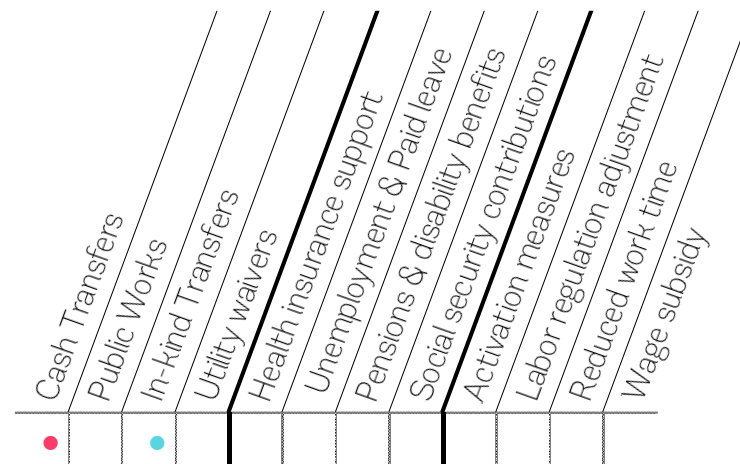 Cash Transfers
Public Works
In-kind Transfers
Utility waivers
Health insurance support
Unemployment & Paid leave
Pensions & disability benefits
Social security contributions
Activation measures
Labor regulation adjustment
Reduced work time
Wage subsidy